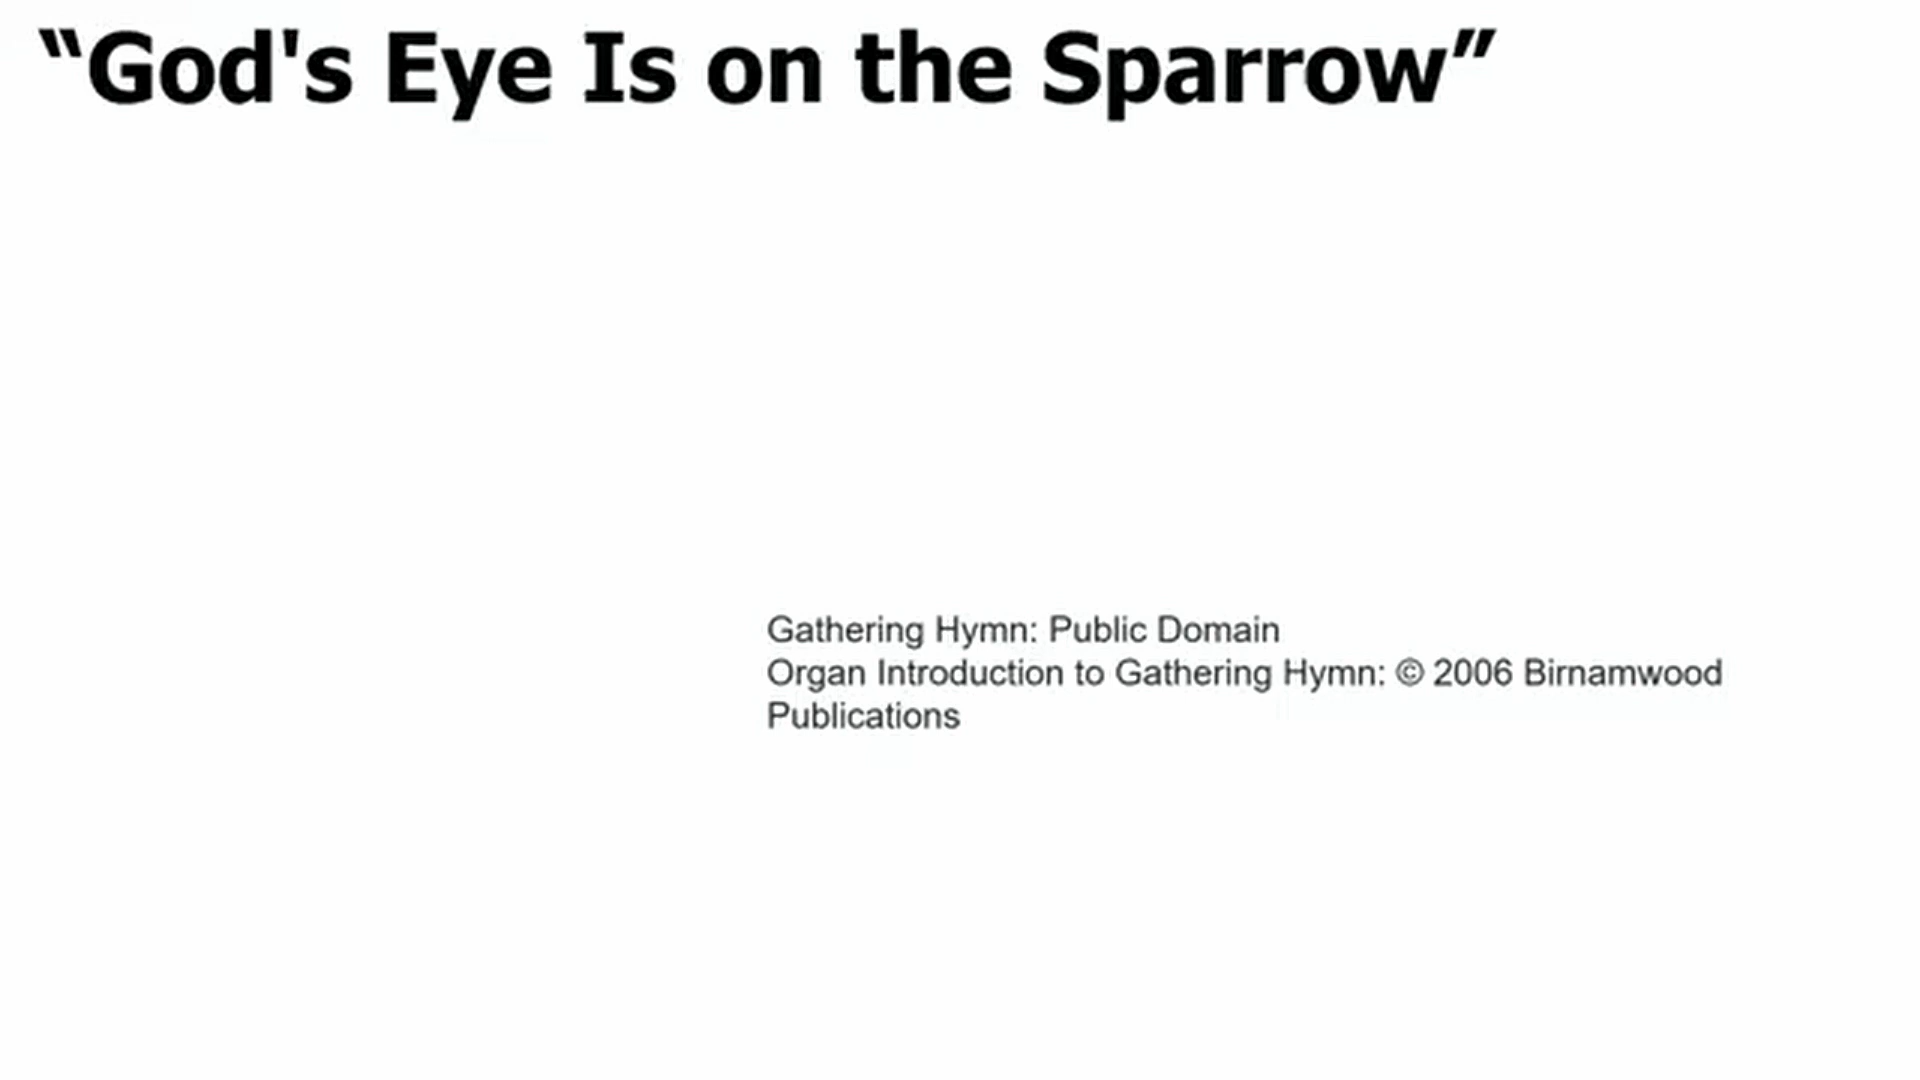 “God's Eye Is on the Sparrow”
Gathering Hymn: Public Domain
Organ Introduction to Gathering Hymn: © 2006 Birnamwood
Publications